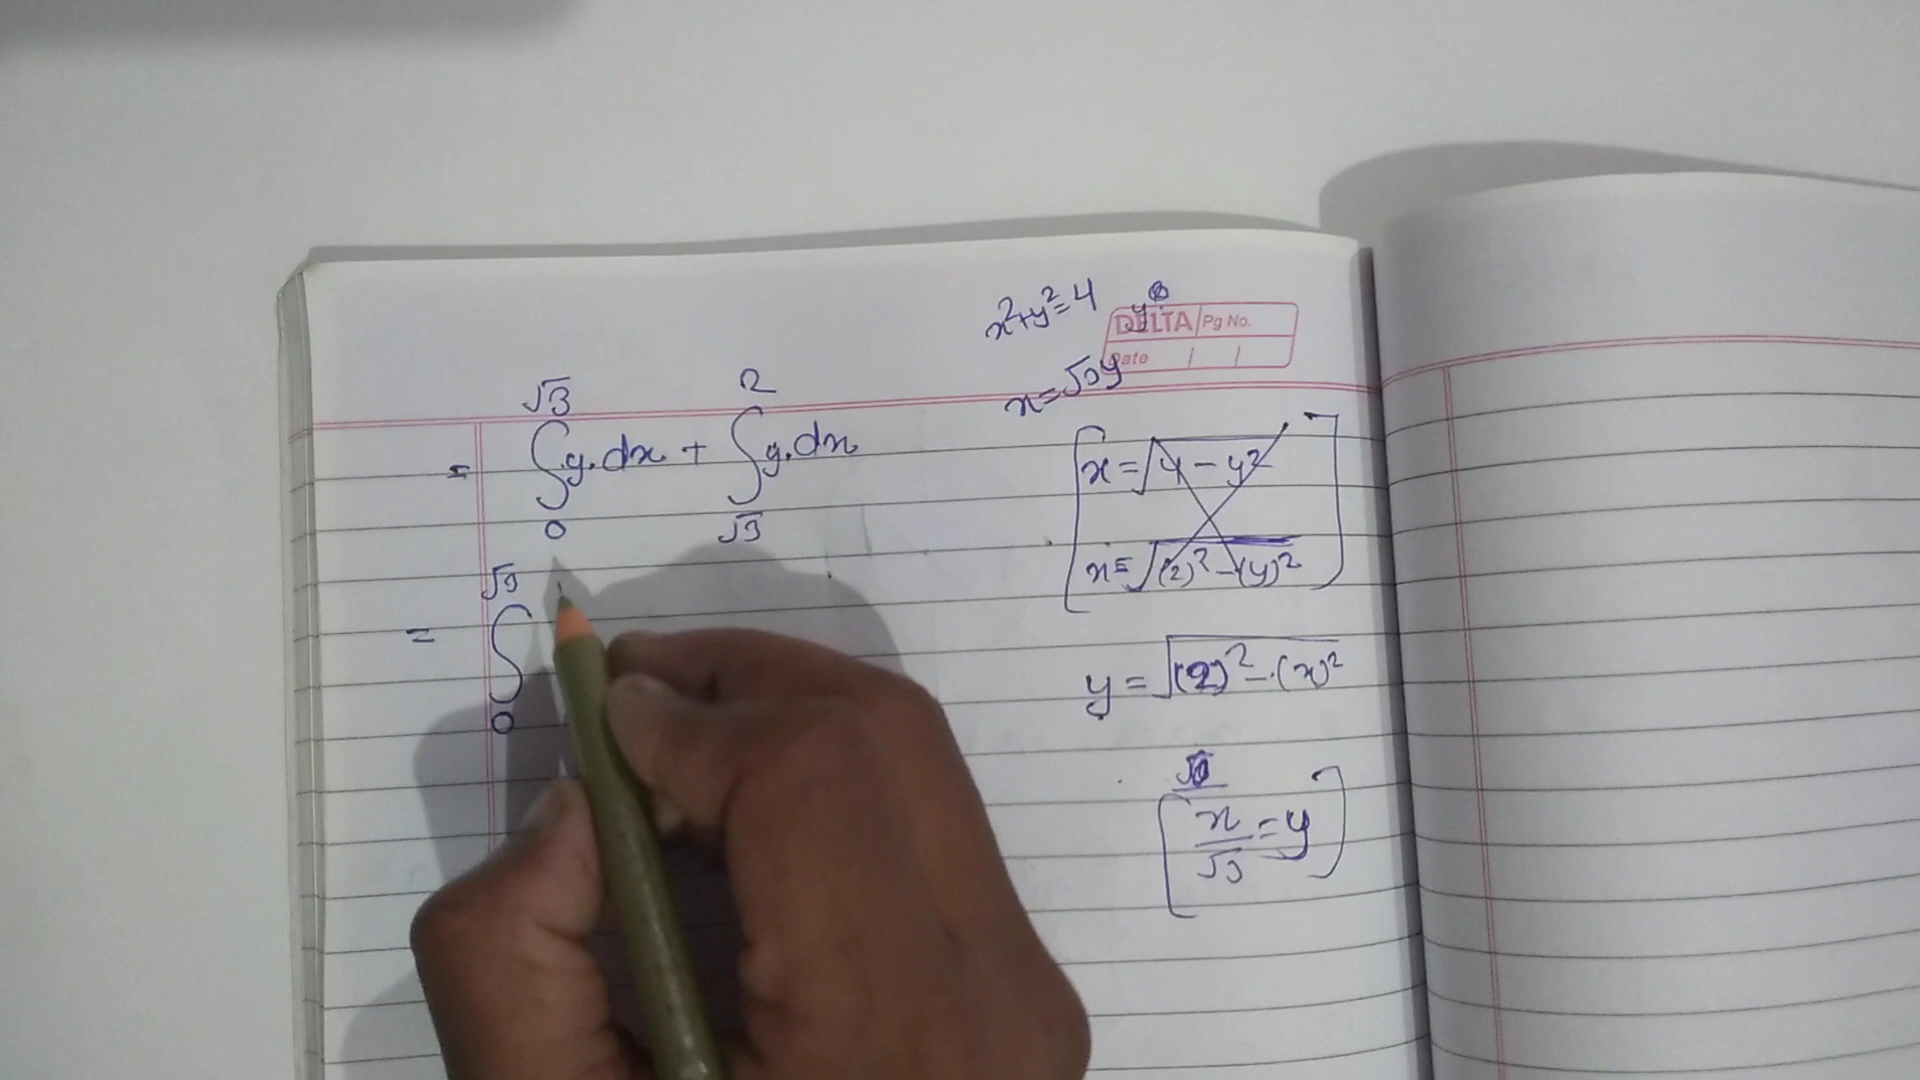 x²+y²=4 y
DELTA Pg No.
Date / /
x=√3y
= ∫₀^√3 y.dx + ∫_√3^2 y.dx
[x=√4-y²
x=√(2)²-(y)²]
= ∫₀^√3
y=√(2)²-(x)²
[x/√3=y]